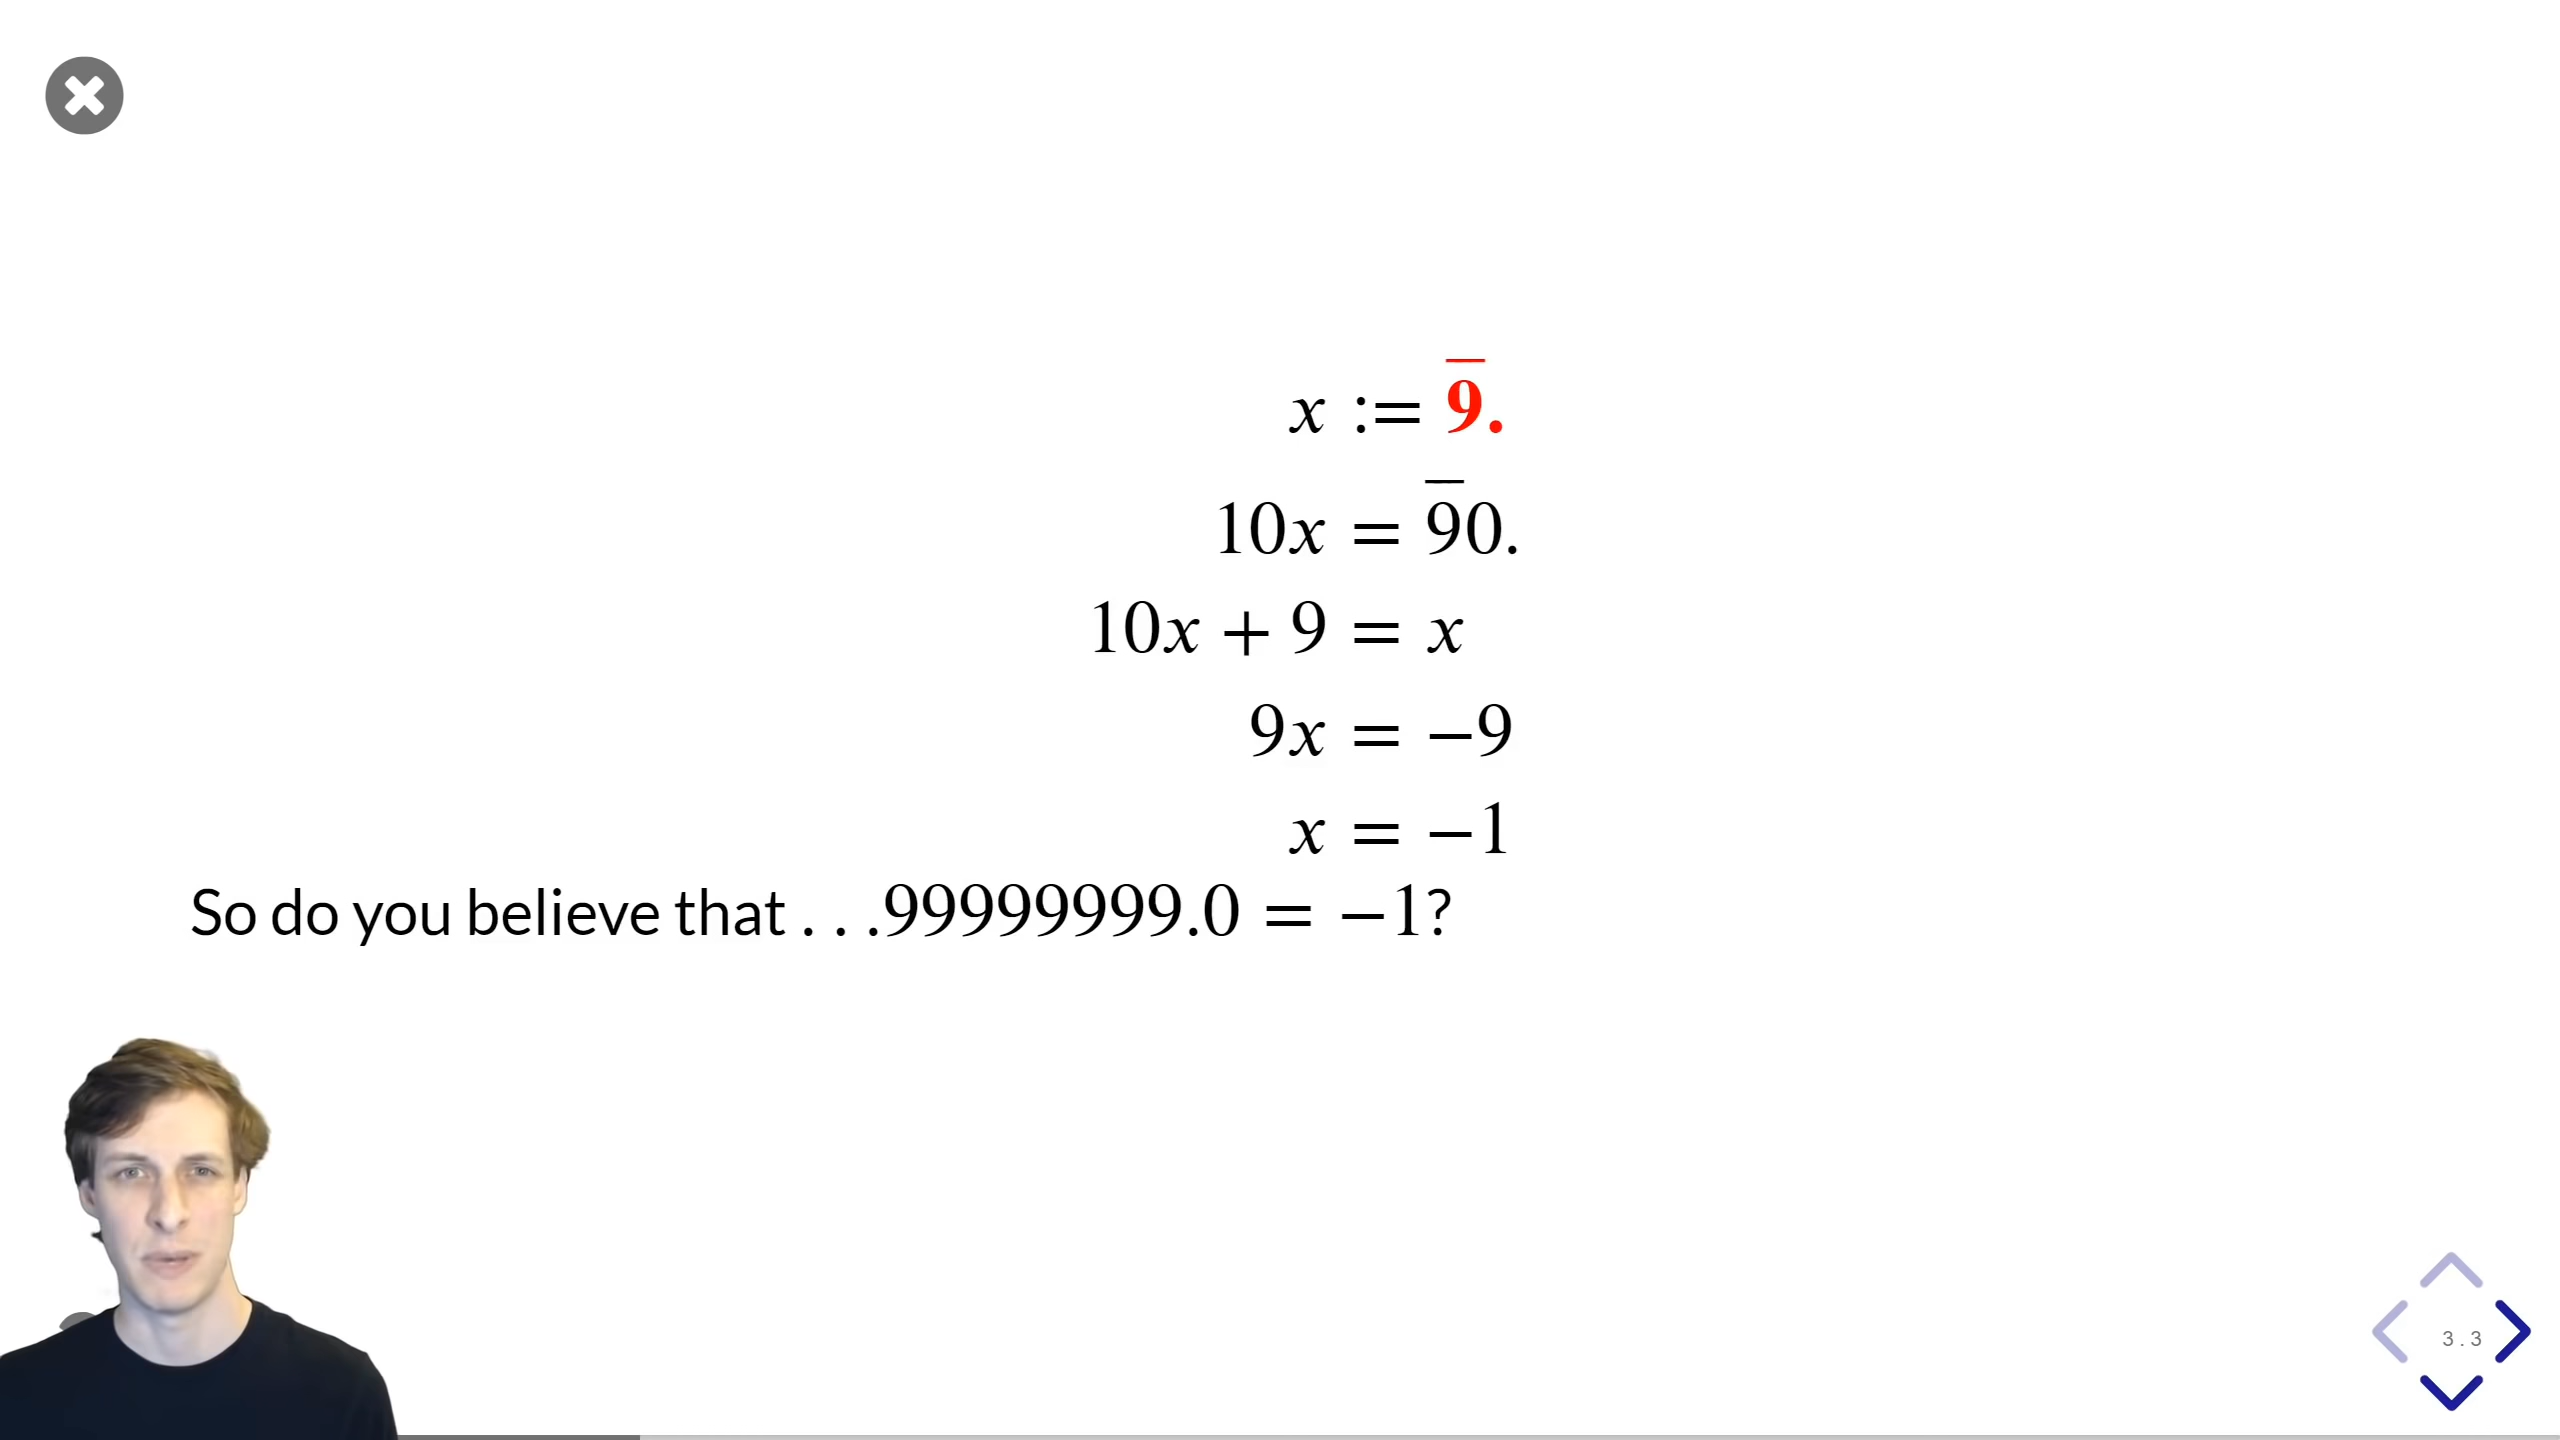 x := 9̅.
10x = 9̅0.
10x + 9 = x
9x = −9
x = −1
So do you believe that . . .99999999.0 = −1?
3.3